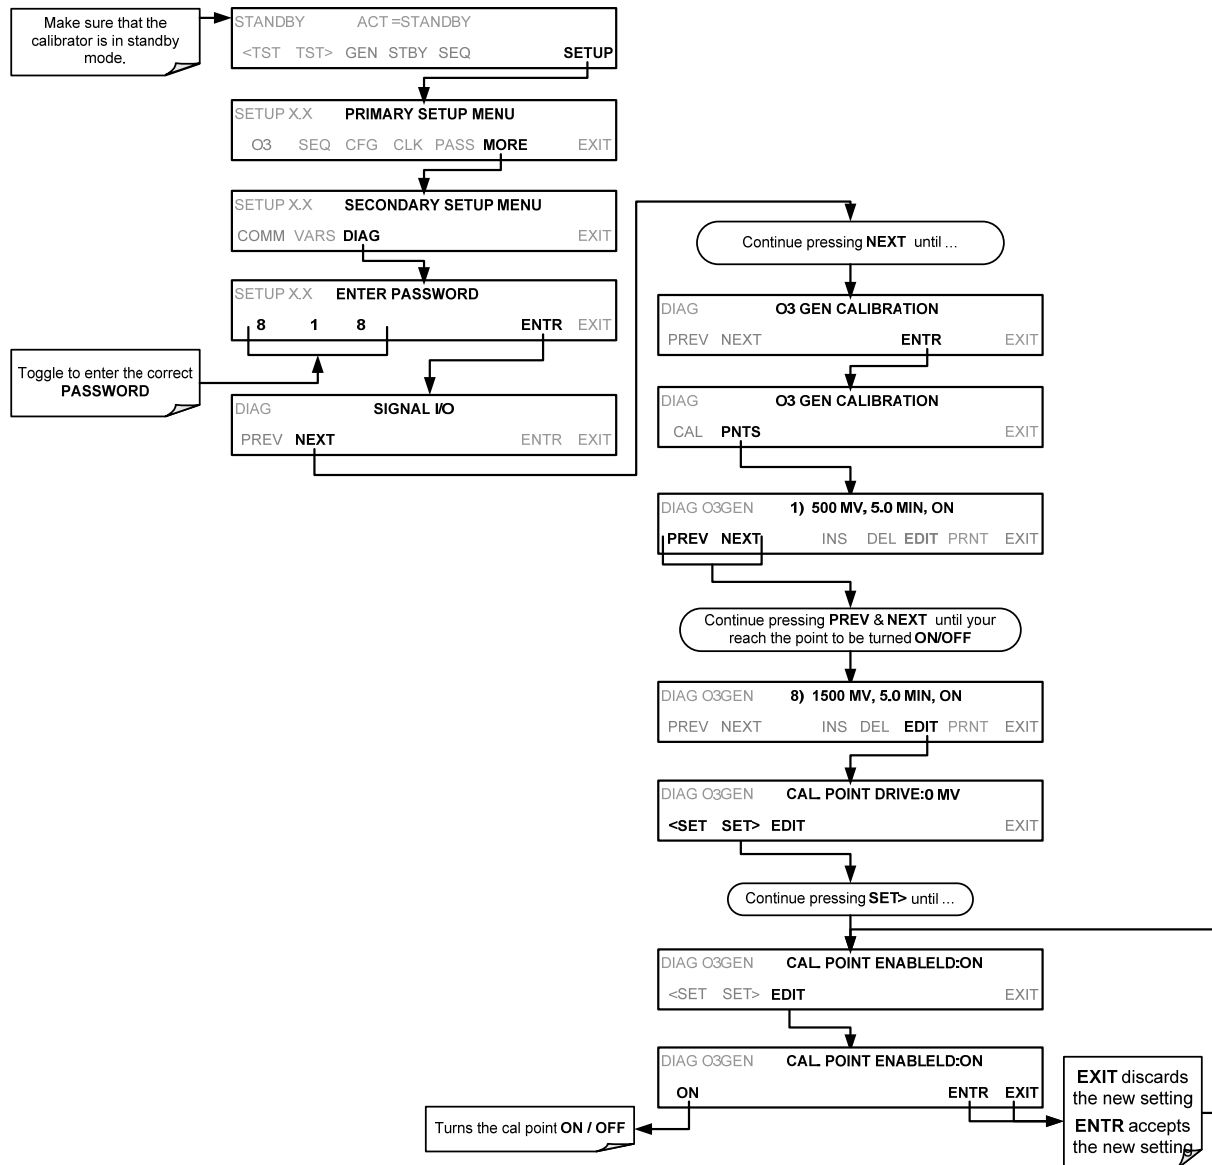 Make sure that the
calibrator is in standby
mode.
STANDBY ACT =STANDBY
<TST TST> GEN STBY SEQ SETUP
SETUP X.X PRIMARY SETUP MENU
O3 SEQ CFG CLK PASS MORE EXIT
SETUP X.X SECONDARY SETUP MENU
COMM VARS DIAG EXIT
SETUP X.X ENTER PASSWORD
8 1 8 ENTR EXIT
Toggle to enter the correct
PASSWORD
DIAG SIGNAL I/O
PREV NEXT ENTR EXIT
Continue pressing NEXT until ...
DIAG O3 GEN CALIBRATION
PREV NEXT ENTR EXIT
DIAG O3 GEN CALIBRATION
CAL PNTS EXIT
DIAG O3GEN 1) 500 MV, 5.0 MIN, ON
PREV NEXT INS DEL EDIT PRNT EXIT
Continue pressing PREV & NEXT until your
reach the point to be turned ON/OFF
DIAG O3GEN 8) 1500 MV, 5.0 MIN, ON
PREV NEXT INS DEL EDIT PRNT EXIT
DIAG O3GEN CAL. POINT DRIVE:0 MV
<SET SET> EDIT EXIT
Continue pressing SET> until ...
DIAG O3GEN CAL. POINT ENABLELD:ON
<SET SET> EDIT EXIT
DIAG O3GEN CAL. POINT ENABLELD:ON
ON ENTR EXIT
Turns the cal point ON / OFF
EXIT discards
the new setting
ENTR accepts
the new setting